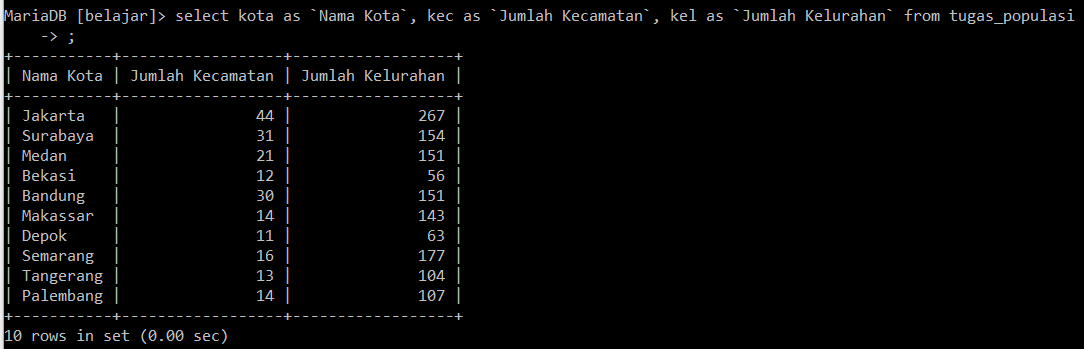 MariaDB [belajar]> select kota as `Nama Kota`, kec as `Jumlah Kecamatan`, kel as `Jumlah Kelurahan` from tugas_populasi
    -> ;
+-----------+------------------+------------------+
| Nama Kota | Jumlah Kecamatan | Jumlah Kelurahan |
+-----------+------------------+------------------+
| Jakarta   |               44 |              267 |
| Surabaya  |               31 |              154 |
| Medan     |               21 |              151 |
| Bekasi    |               12 |               56 |
| Bandung   |               30 |              151 |
| Makassar  |               14 |              143 |
| Depok     |               11 |               63 |
| Semarang  |               16 |              177 |
| Tangerang |               13 |              104 |
| Palembang |               14 |              107 |
+-----------+------------------+------------------+
10 rows in set (0.00 sec)